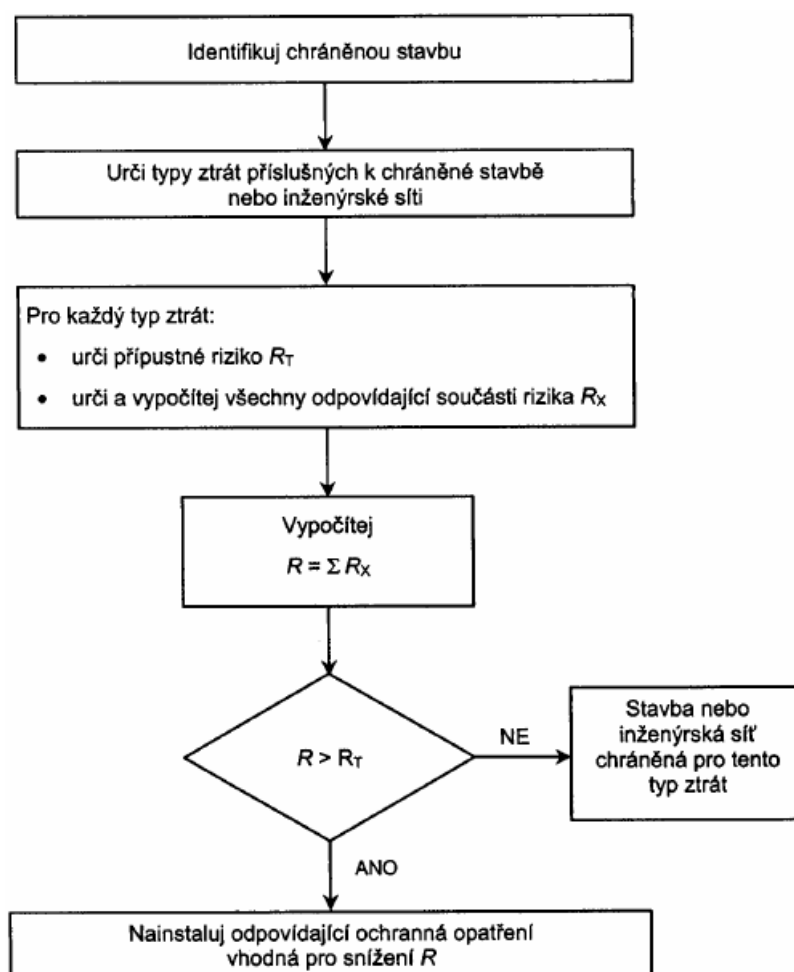 Identifikuj chráněnou stavbu
Urči typy ztrát příslušných k chráněné stavbě
nebo inženýrské síti
Pro každý typ ztrát:
• urči přípustné riziko RT
• urči a vypočítej všechny odpovídající součásti rizika RX
Vypočítej
R = Σ RX
R > RT
NE
Stavba nebo
inženýrská síť
chráněná pro tento
typ ztrát
ANO
Nainstaluj odpovídající ochranná opatření
vhodná pro snížení R